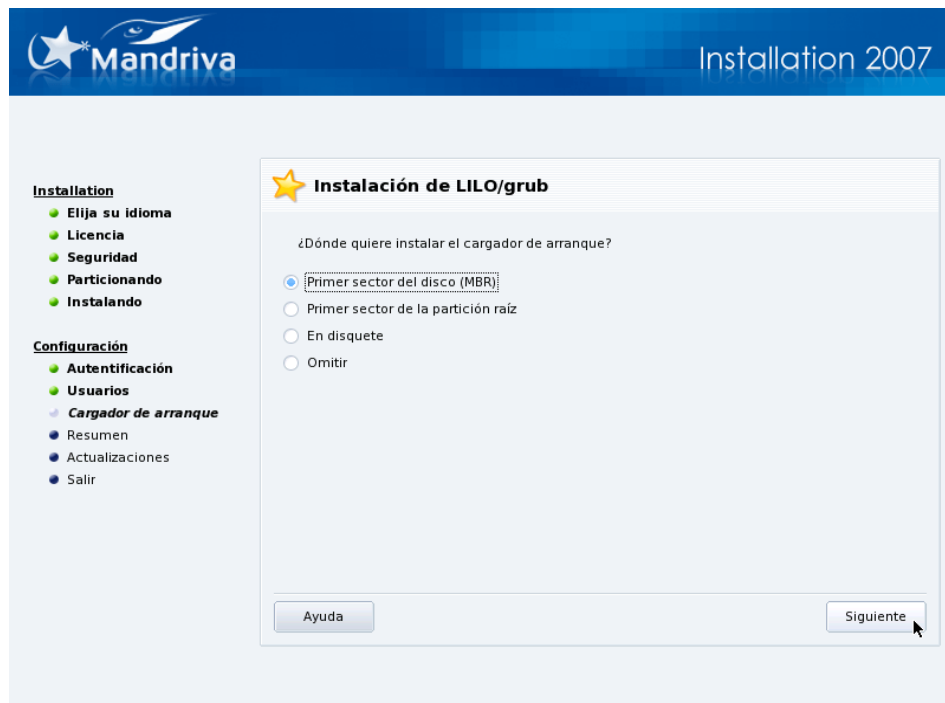 Mandriva
Installation 2007
Installation
Elija su idioma
Licencia
Seguridad
Particionando
Instalando
Configuración
Autentificación
Usuarios
Cargador de arranque
Resumen
Actualizaciones
Salir
Instalación de LILO/grub
¿Dónde quiere instalar el cargador de arranque?
Primer sector del disco (MBR)
Primer sector de la partición raíz
En disquete
Omitir
Ayuda
Siguiente